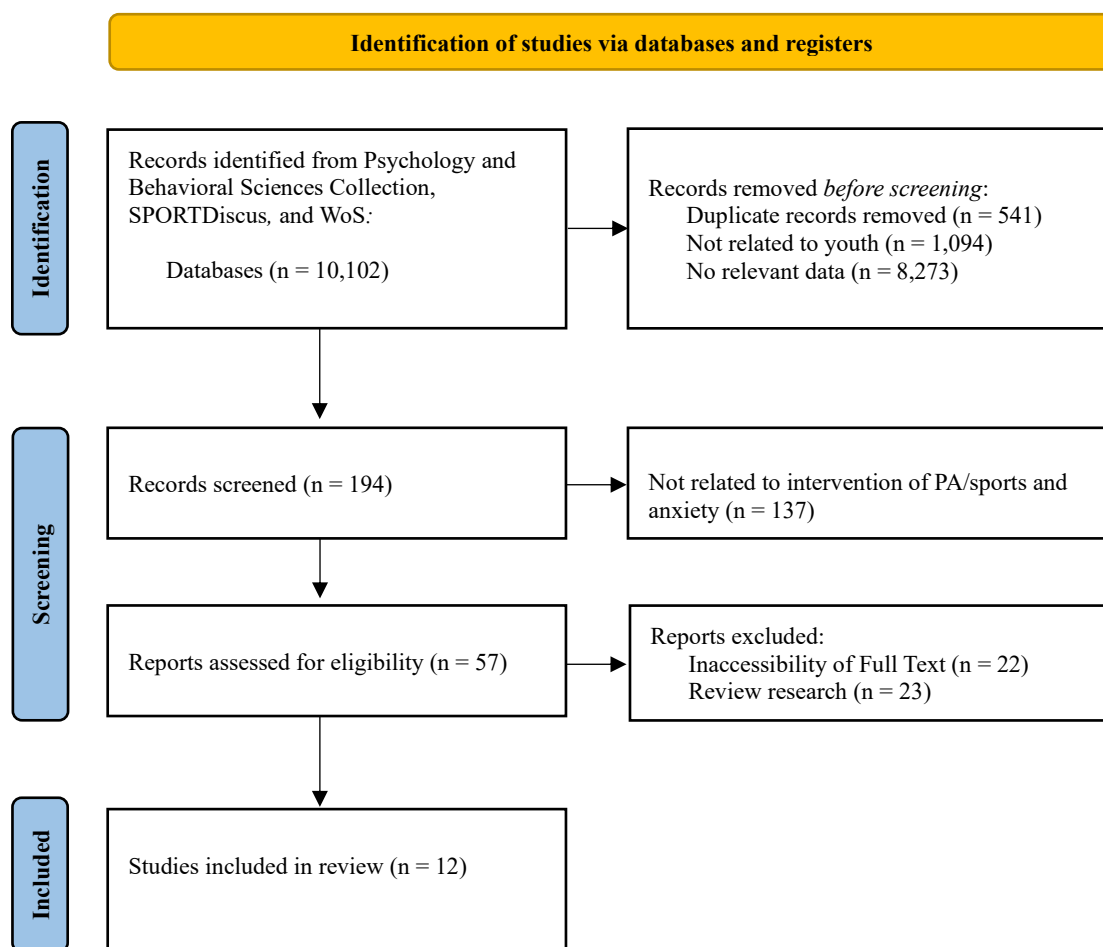 Identification of studies via databases and registers
Identification
Records identified from Psychology and
Behavioral Sciences Collection,
SPORTDiscus, and WoS:
Databases (n = 10,102)
Records removed before screening:
Duplicate records removed (n = 541)
Not related to youth (n = 1,094)
No relevant data (n = 8,273)
Screening
Records screened (n = 194)
Not related to intervention of PA/sports and
anxiety (n = 137)
Reports assessed for eligibility (n = 57)
Reports excluded:
Inaccessibility of Full Text (n = 22)
Review research (n = 23)
Included
Studies included in review (n = 12)